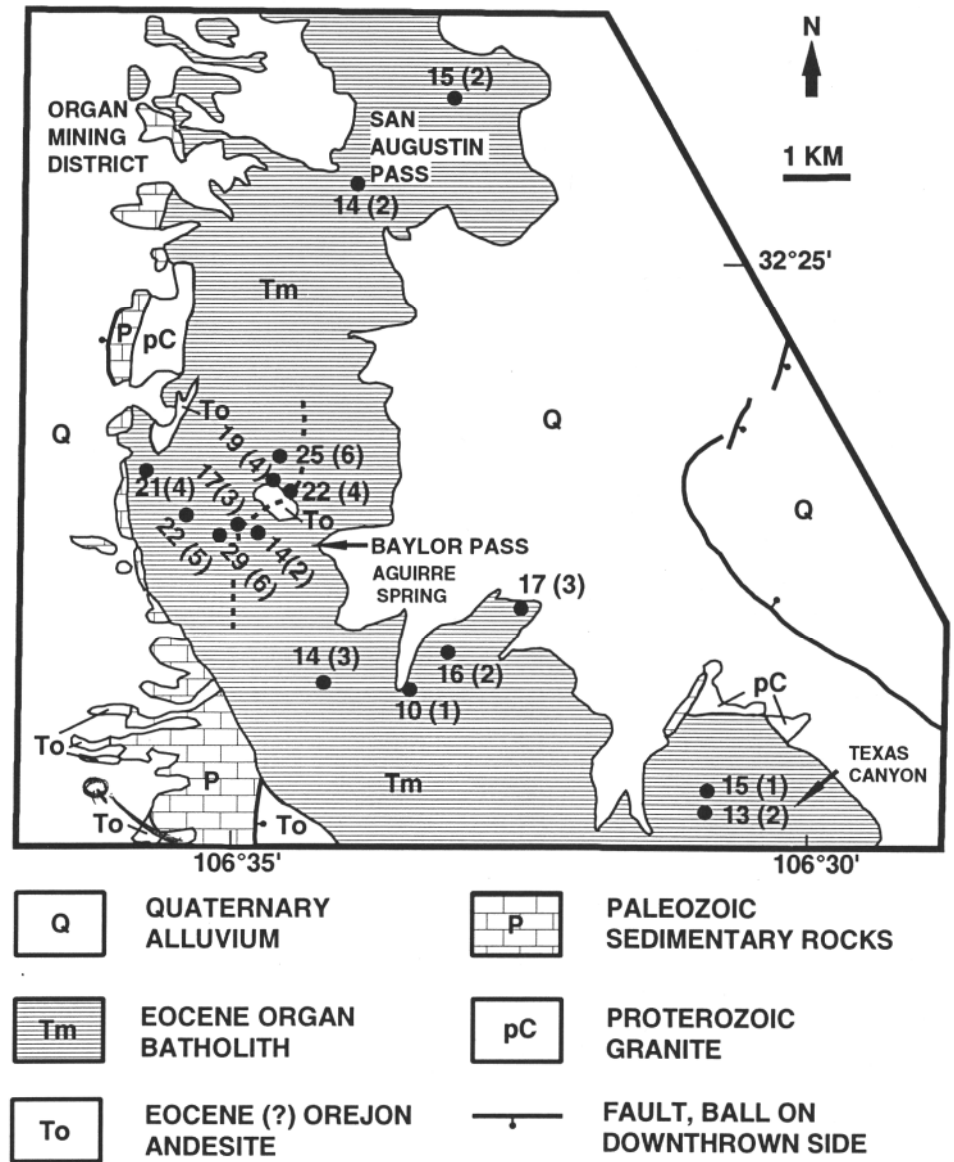 N
15 (2)
ORGAN
MINING
DISTRICT
SAN
AUGUSTIN
PASS
1 KM
14 (2)
32°25'
Tm
P
pC
To
Q
Q
19 (4)
25 (6)
21(4)
17(3)
22 (4)
Q
To
22 (5)
29 (6)
14(2)
BAYLOR PASS
AGUIRRE
SPRING
17 (3)
14 (3)
16 (2)
10 (1)
pC
To
P
Tm
TEXAS
CANYON
15 (1)
13 (2)
To
To
106°35'
106°30'
Q
QUATERNARY
ALLUVIUM
P
PALEOZOIC
SEDIMENTARY ROCKS
Tm
EOCENE ORGAN
BATHOLITH
pC
PROTEROZOIC
GRANITE
To
EOCENE (?) OREJON
ANDESITE
FAULT, BALL ON
DOWNTHROWN SIDE